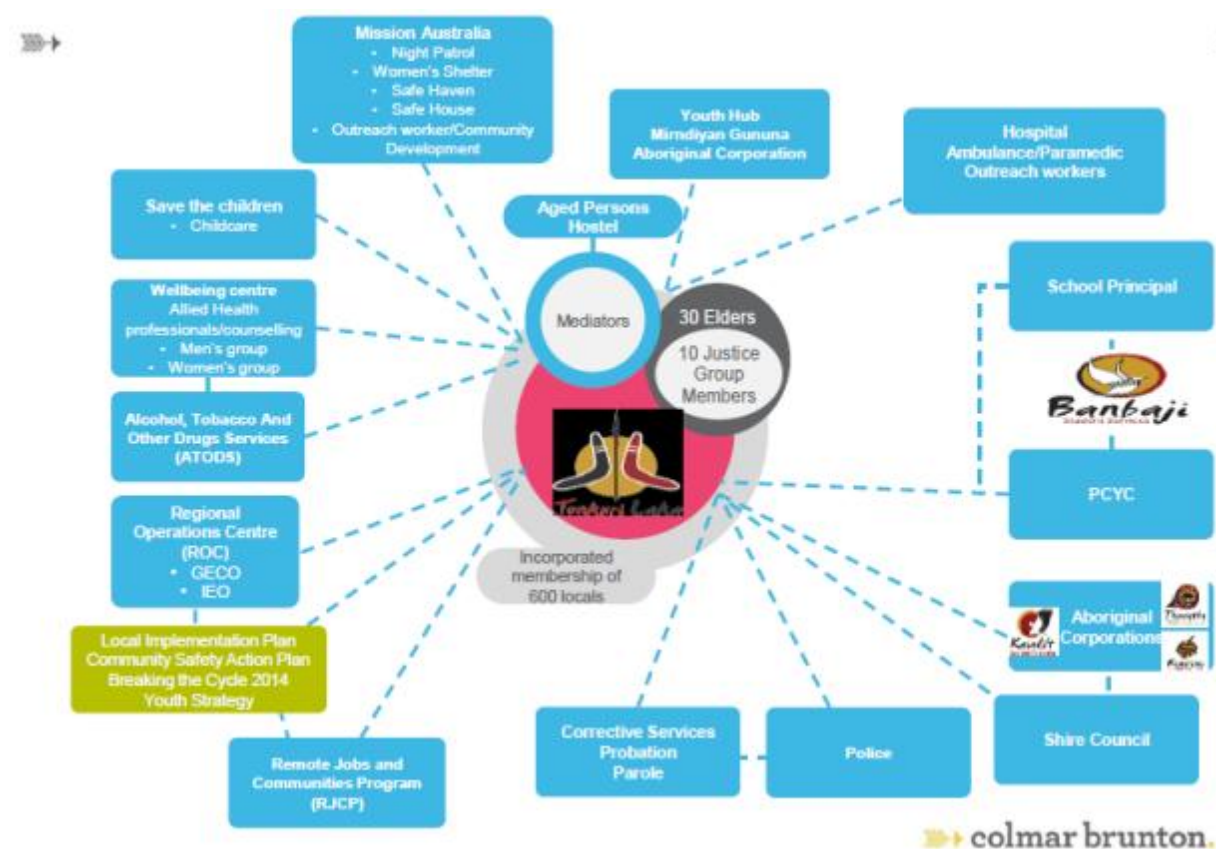 Mission Australia
• Night Patrol
• Women's Shelter
• Safe Haven
• Safe House
• Outreach worker/Community
Development
Youth Hub
Mirndiyan Gununa
Aboriginal Corporation
Hospital
Ambulance/Paramedic
Outreach workers
Save the children
• Childcare
Aged Persons
Hostel
Wellbeing centre
Allied Health
professionals/counselling
• Men's group
• Women's group
Mediators
30 Elders
10 Justice
Group
Members
School Principal
Banbaji
Alcohol, Tobacco And
Other Drugs Services
(ATODS)
PCYC
Regional
Operations Centre
(ROC)
• GECO
• IEO
Incorporated
membership of
600 locals
Aboriginal
Corporations
Local Implementation Plan
Community Safety Action Plan
Breaking the Cycle 2014
Youth Strategy
Remote Jobs and
Communities Program
(RJCP)
Corrective Services
Probation
Parole
Police
Shire Council
colmar brunton.